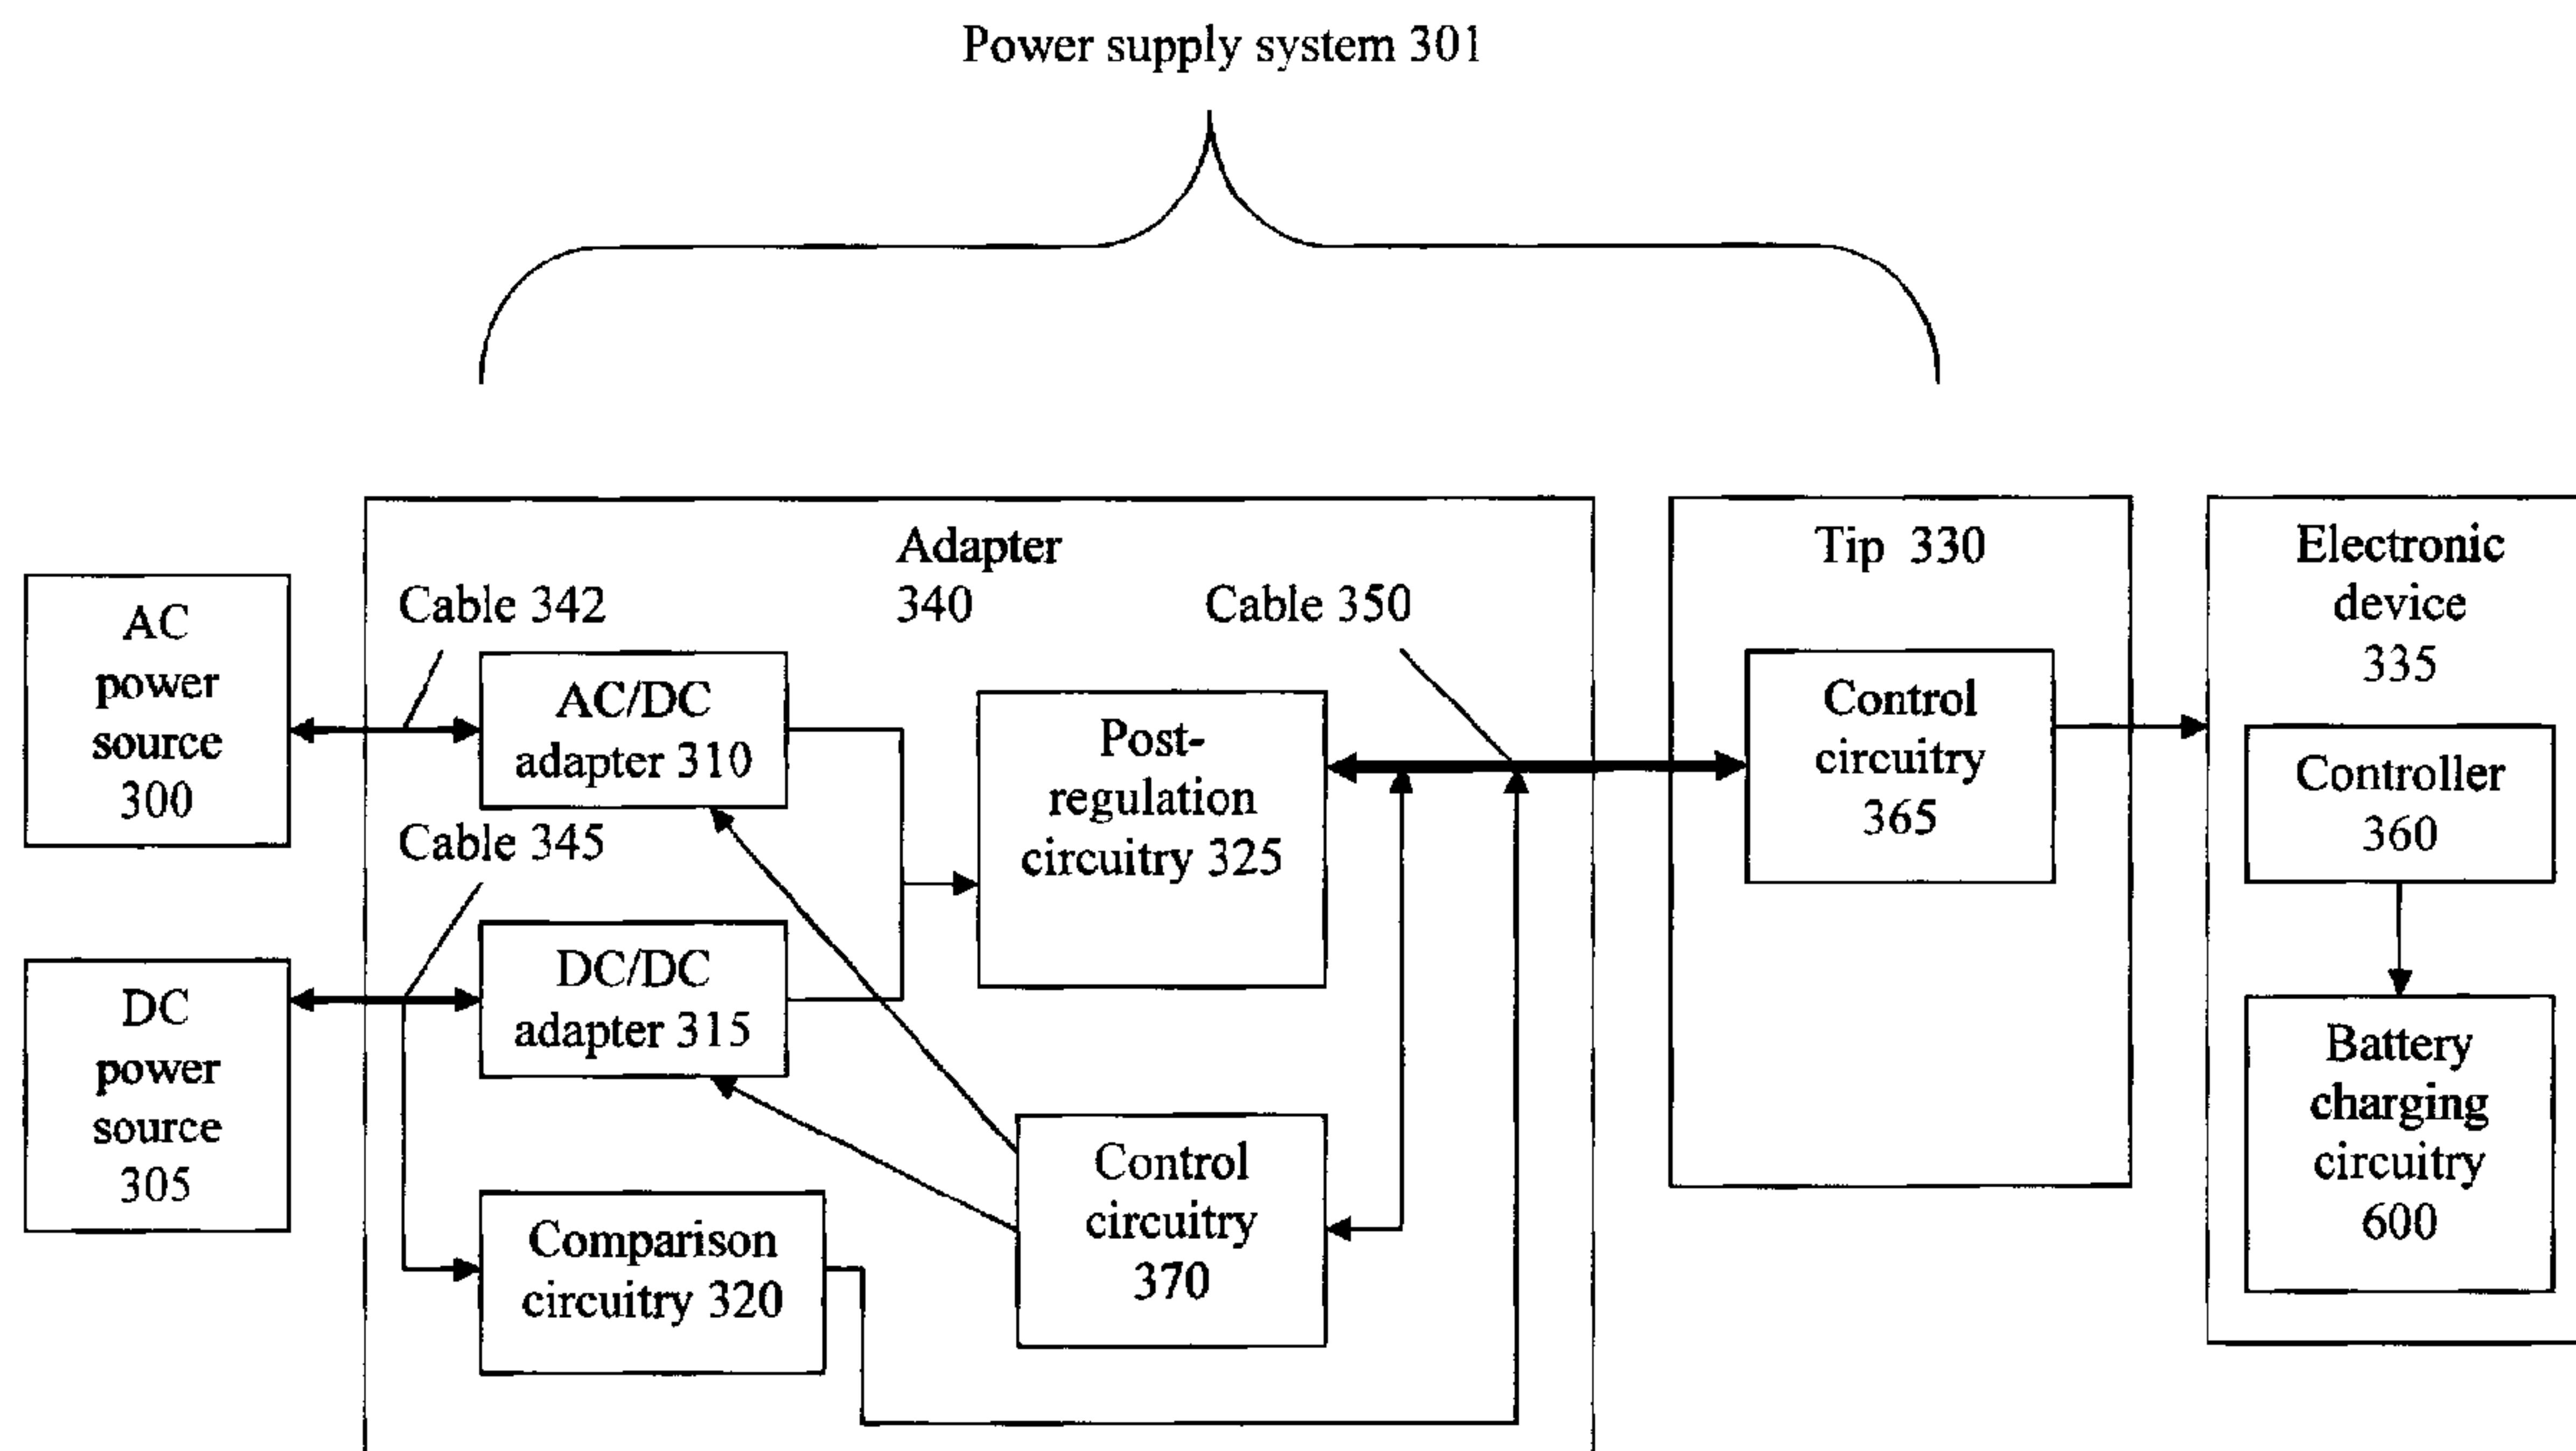 Power supply system 301
AC
power
source
300
DC
power
source
305
Adapter
340
Cable 342
AC/DC
adapter 310
Cable 345
DC/DC
adapter 315
Comparison
circuitry 320
Post-
regulation
circuitry 325
Control
circuitry
370
Cable 350
Tip 330
Control
circuitry
365
Electronic
device
335
Controller
360
Battery
charging
circuitry
600